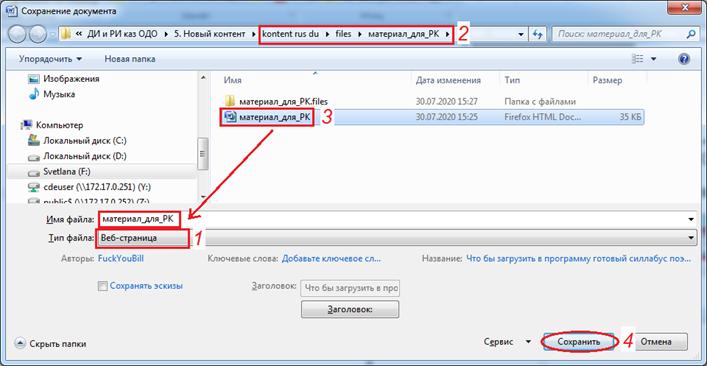 Сохранение документа
« ДИ и РИ каз ОДО ▸ 5. Новый контент ▸ kontent rus du ▸ files ▸ материал_для_РК ▸ 2 Поиск: материал_для_РК
Упорядочить Новая папка
Изображения
Музыка
Компьютер
Локальный диск (C:)
Локальный диск (D:)
Svetlana (F:)
cdeuser (\\172.17.0.251) (Y:)
public$ (\\172.17.0.252) (Z:)
Имя Дата изменения Тип Размер
материал_для_РК.files 30.07.2020 15:27 Папка с файлами
материал_для_РК 3 30.07.2020 15:25 Firefox HTML Doc... 35 КБ
Имя файла: материал_для_РК
Тип файла: Веб-страница 1
Авторы: FuckYouBill Ключевые слова: Добавьте ключевое сл... Название: Что бы загрузить в программу готовый силлабус поэ...
Сохранять эскизы Заголовок: Что бы загрузить в про
Заголовок:
Скрыть папки Сервис Сохранить 4 Отмена